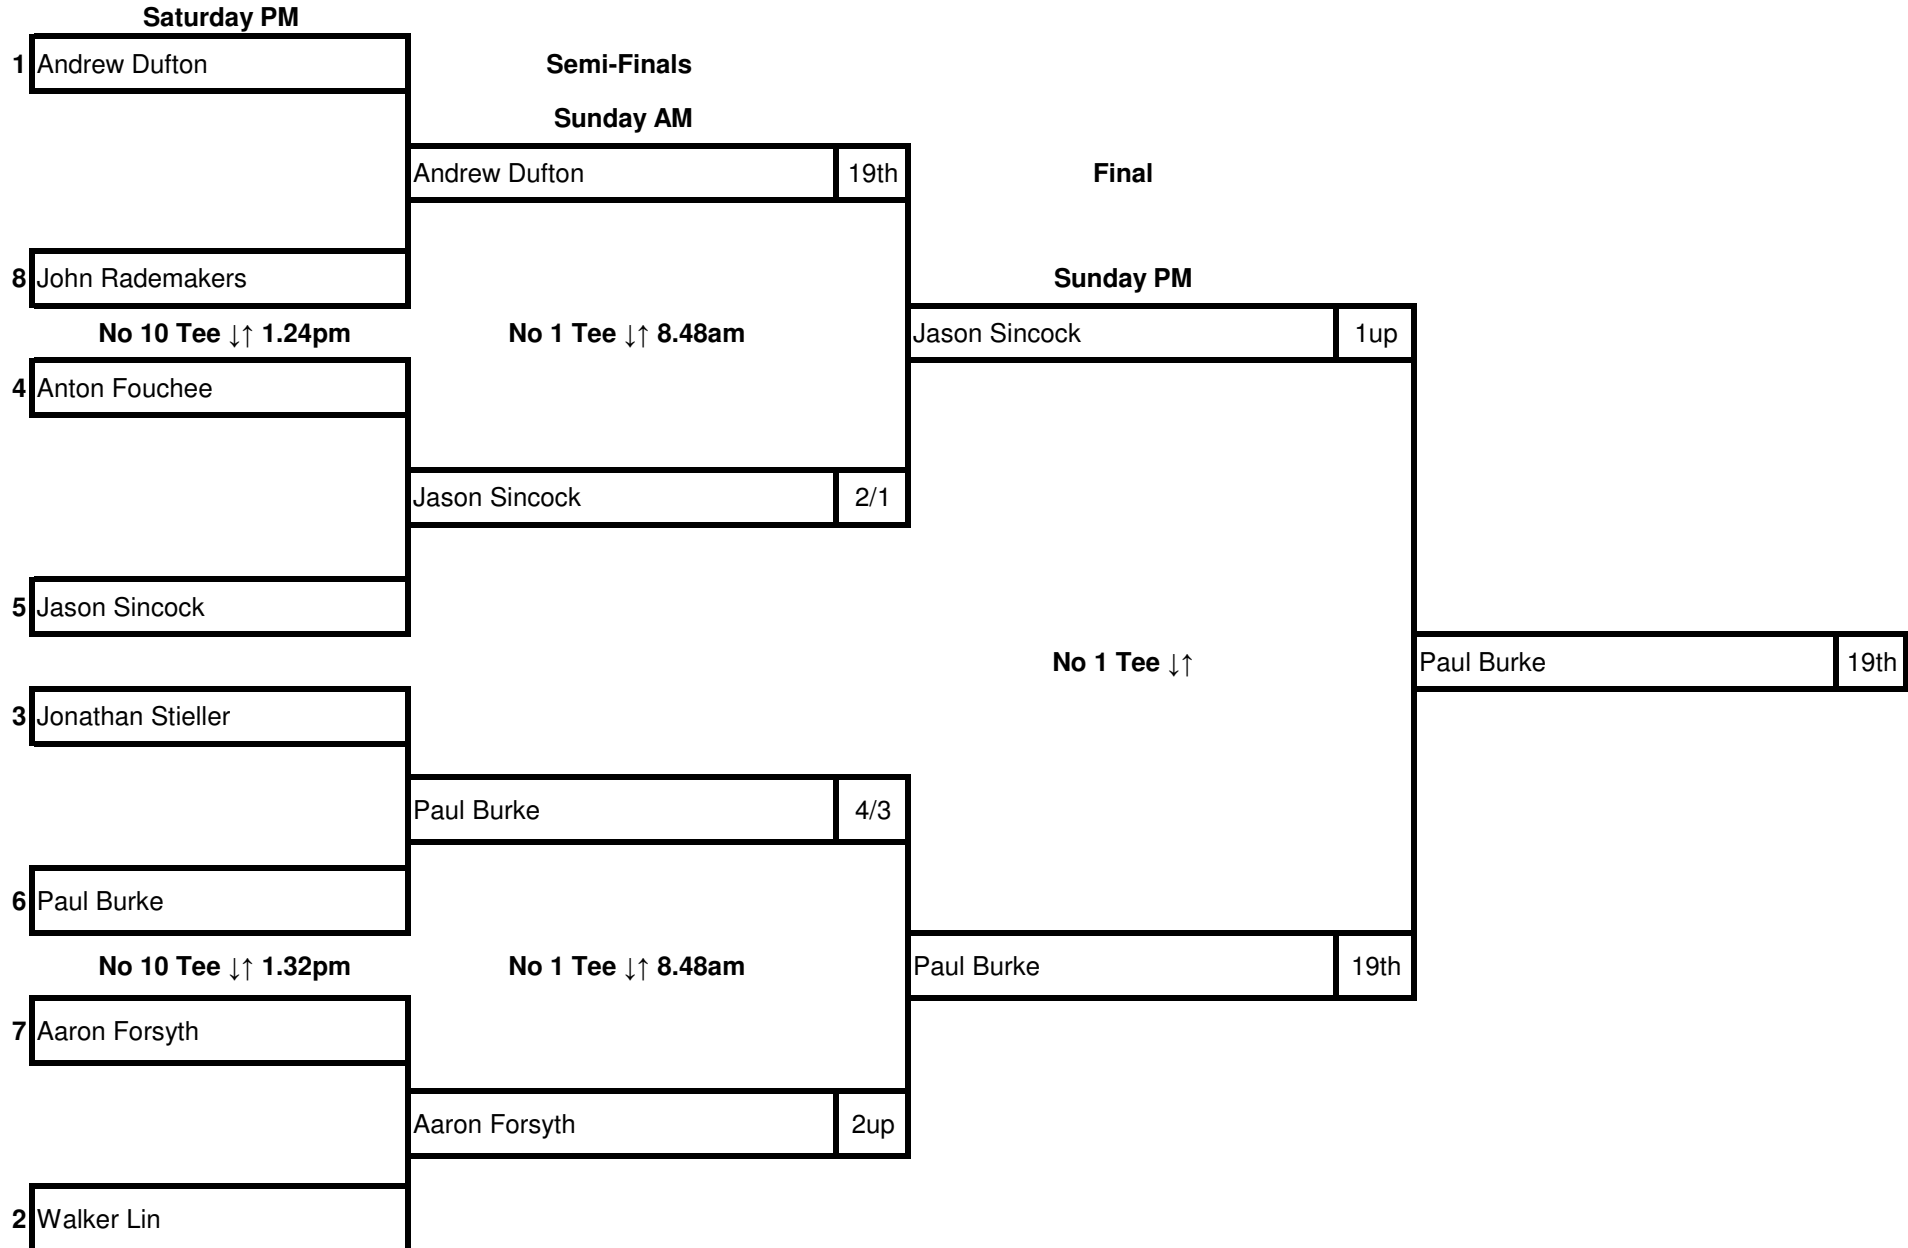 Saturday PM
1 Andrew Dufton
Semi-Finals
Sunday AM
Andrew Dufton 19th
Final
8 John Rademakers
Sunday PM
No 10 Tee ↓↑ 1.24pm
No 1 Tee ↓↑ 8.48am
Jason Sincock 1up
4 Anton Fouchee
Jason Sincock 2/1
5 Jason Sincock
No 1 Tee ↓↑
Paul Burke 19th
3 Jonathan Stieller
Paul Burke 4/3
6 Paul Burke
No 10 Tee ↓↑ 1.32pm
No 1 Tee ↓↑ 8.48am
Paul Burke 19th
7 Aaron Forsyth
Aaron Forsyth 2up
2 Walker Lin